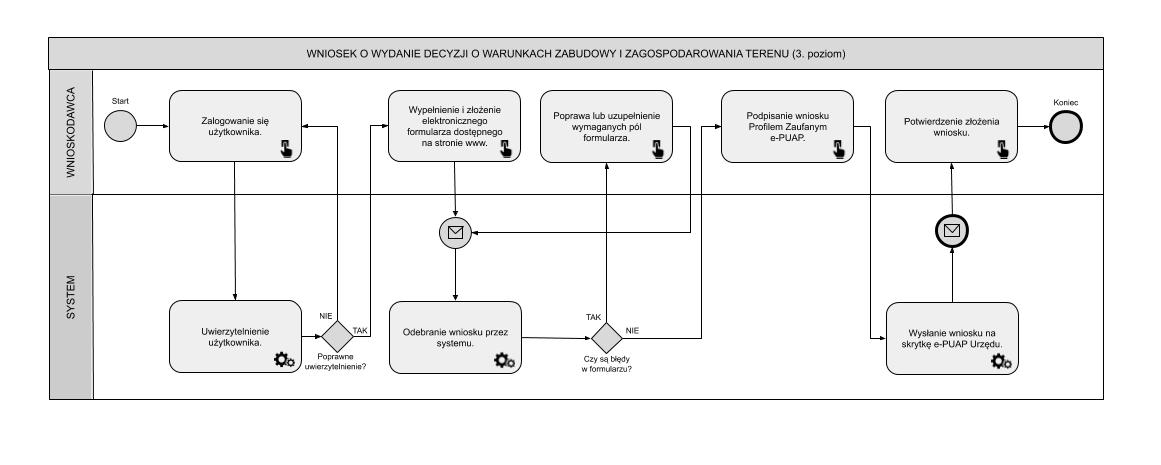 WNIOSEK O WYDANIE DECYZJI O WARUNKACH ZABUDOWY I ZAGOSPODAROWANIA TERENU (3. poziom)
WNIOSKODAWCA
Start
Zalogowanie się
użytkownika.
Wypełnienie i złożenie
elektronicznego
formularza dostępnego
na stronie www.
Poprawa lub uzupełnienie
wymaganych pól
formularza.
Podpisanie wniosku
Profilem Zaufanym
e-PUAP.
Potwierdzenie złożenia
wniosku.
Koniec
SYSTEM
Uwierzytelnienie
użytkownika.
NIE
TAK
Poprawne
uwierzytelnienie?
Odebranie wniosku przez
systemu.
TAK
NIE
Czy są błędy
w formularzu?
Wysłanie wniosku na
skrytkę e-PUAP Urzędu.